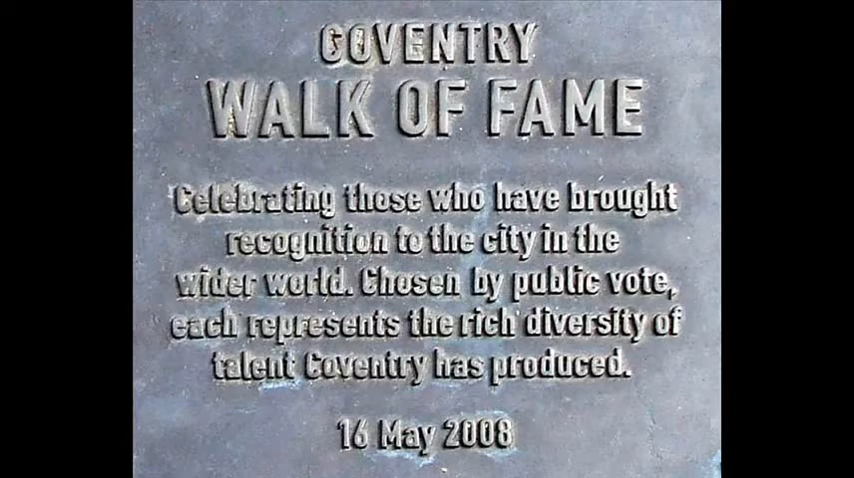 COVENTRY
WALK OF FAME
Celebrating those who have brought
recognition to the city in the
wider world. Chosen by public vote,
each represents the rich diversity of
talent Coventry has produced.
16 May 2008